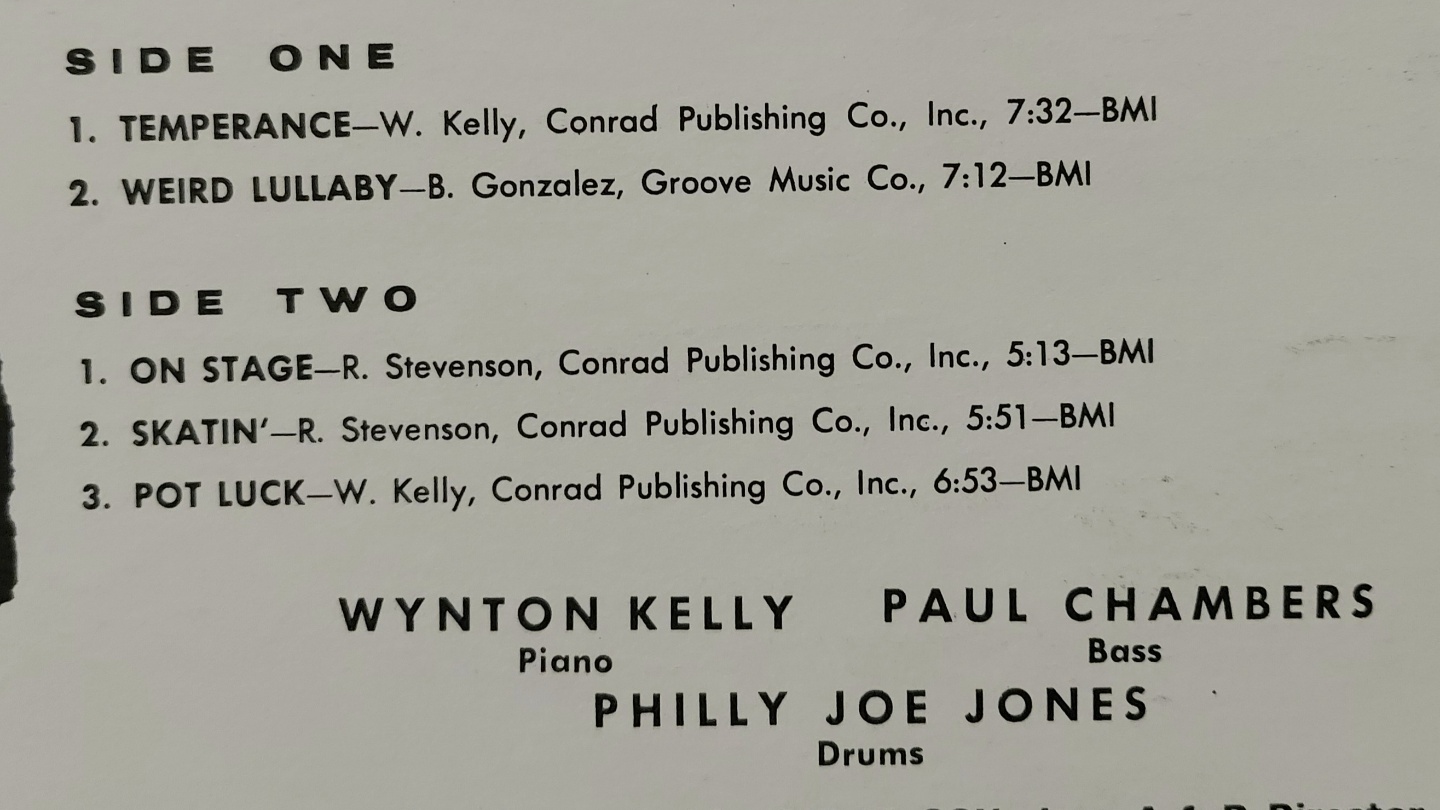 SIDE ONE
1. TEMPERANCE—W. Kelly, Conrad Publishing Co., Inc., 7:32—BMI
2. WEIRD LULLABY—B. Gonzalez, Groove Music Co., 7:12—BMI
SIDE TWO
1. ON STAGE—R. Stevenson, Conrad Publishing Co., Inc., 5:13—BMI
2. SKATIN'—R. Stevenson, Conrad Publishing Co., Inc., 5:51—BMI
3. POT LUCK—W. Kelly, Conrad Publishing Co., Inc., 6:53—BMI
WYNTON KELLY PAUL CHAMBERS
Piano Bass
PHILLY JOE JONES
Drums